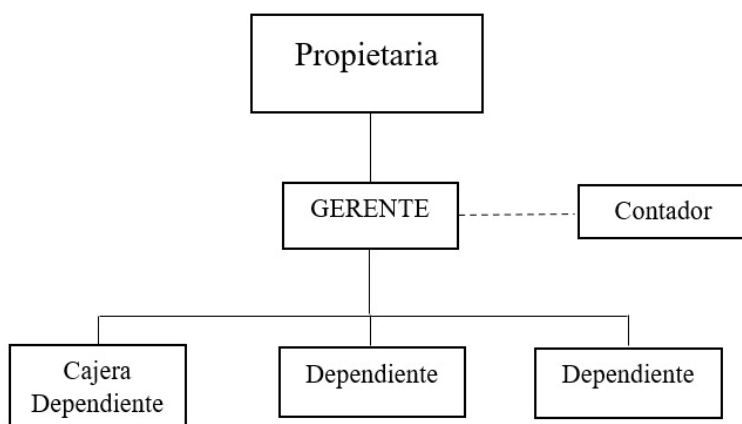 Propietaria
GERENTE
Contador
Cajera
Dependiente
Dependiente
Dependiente